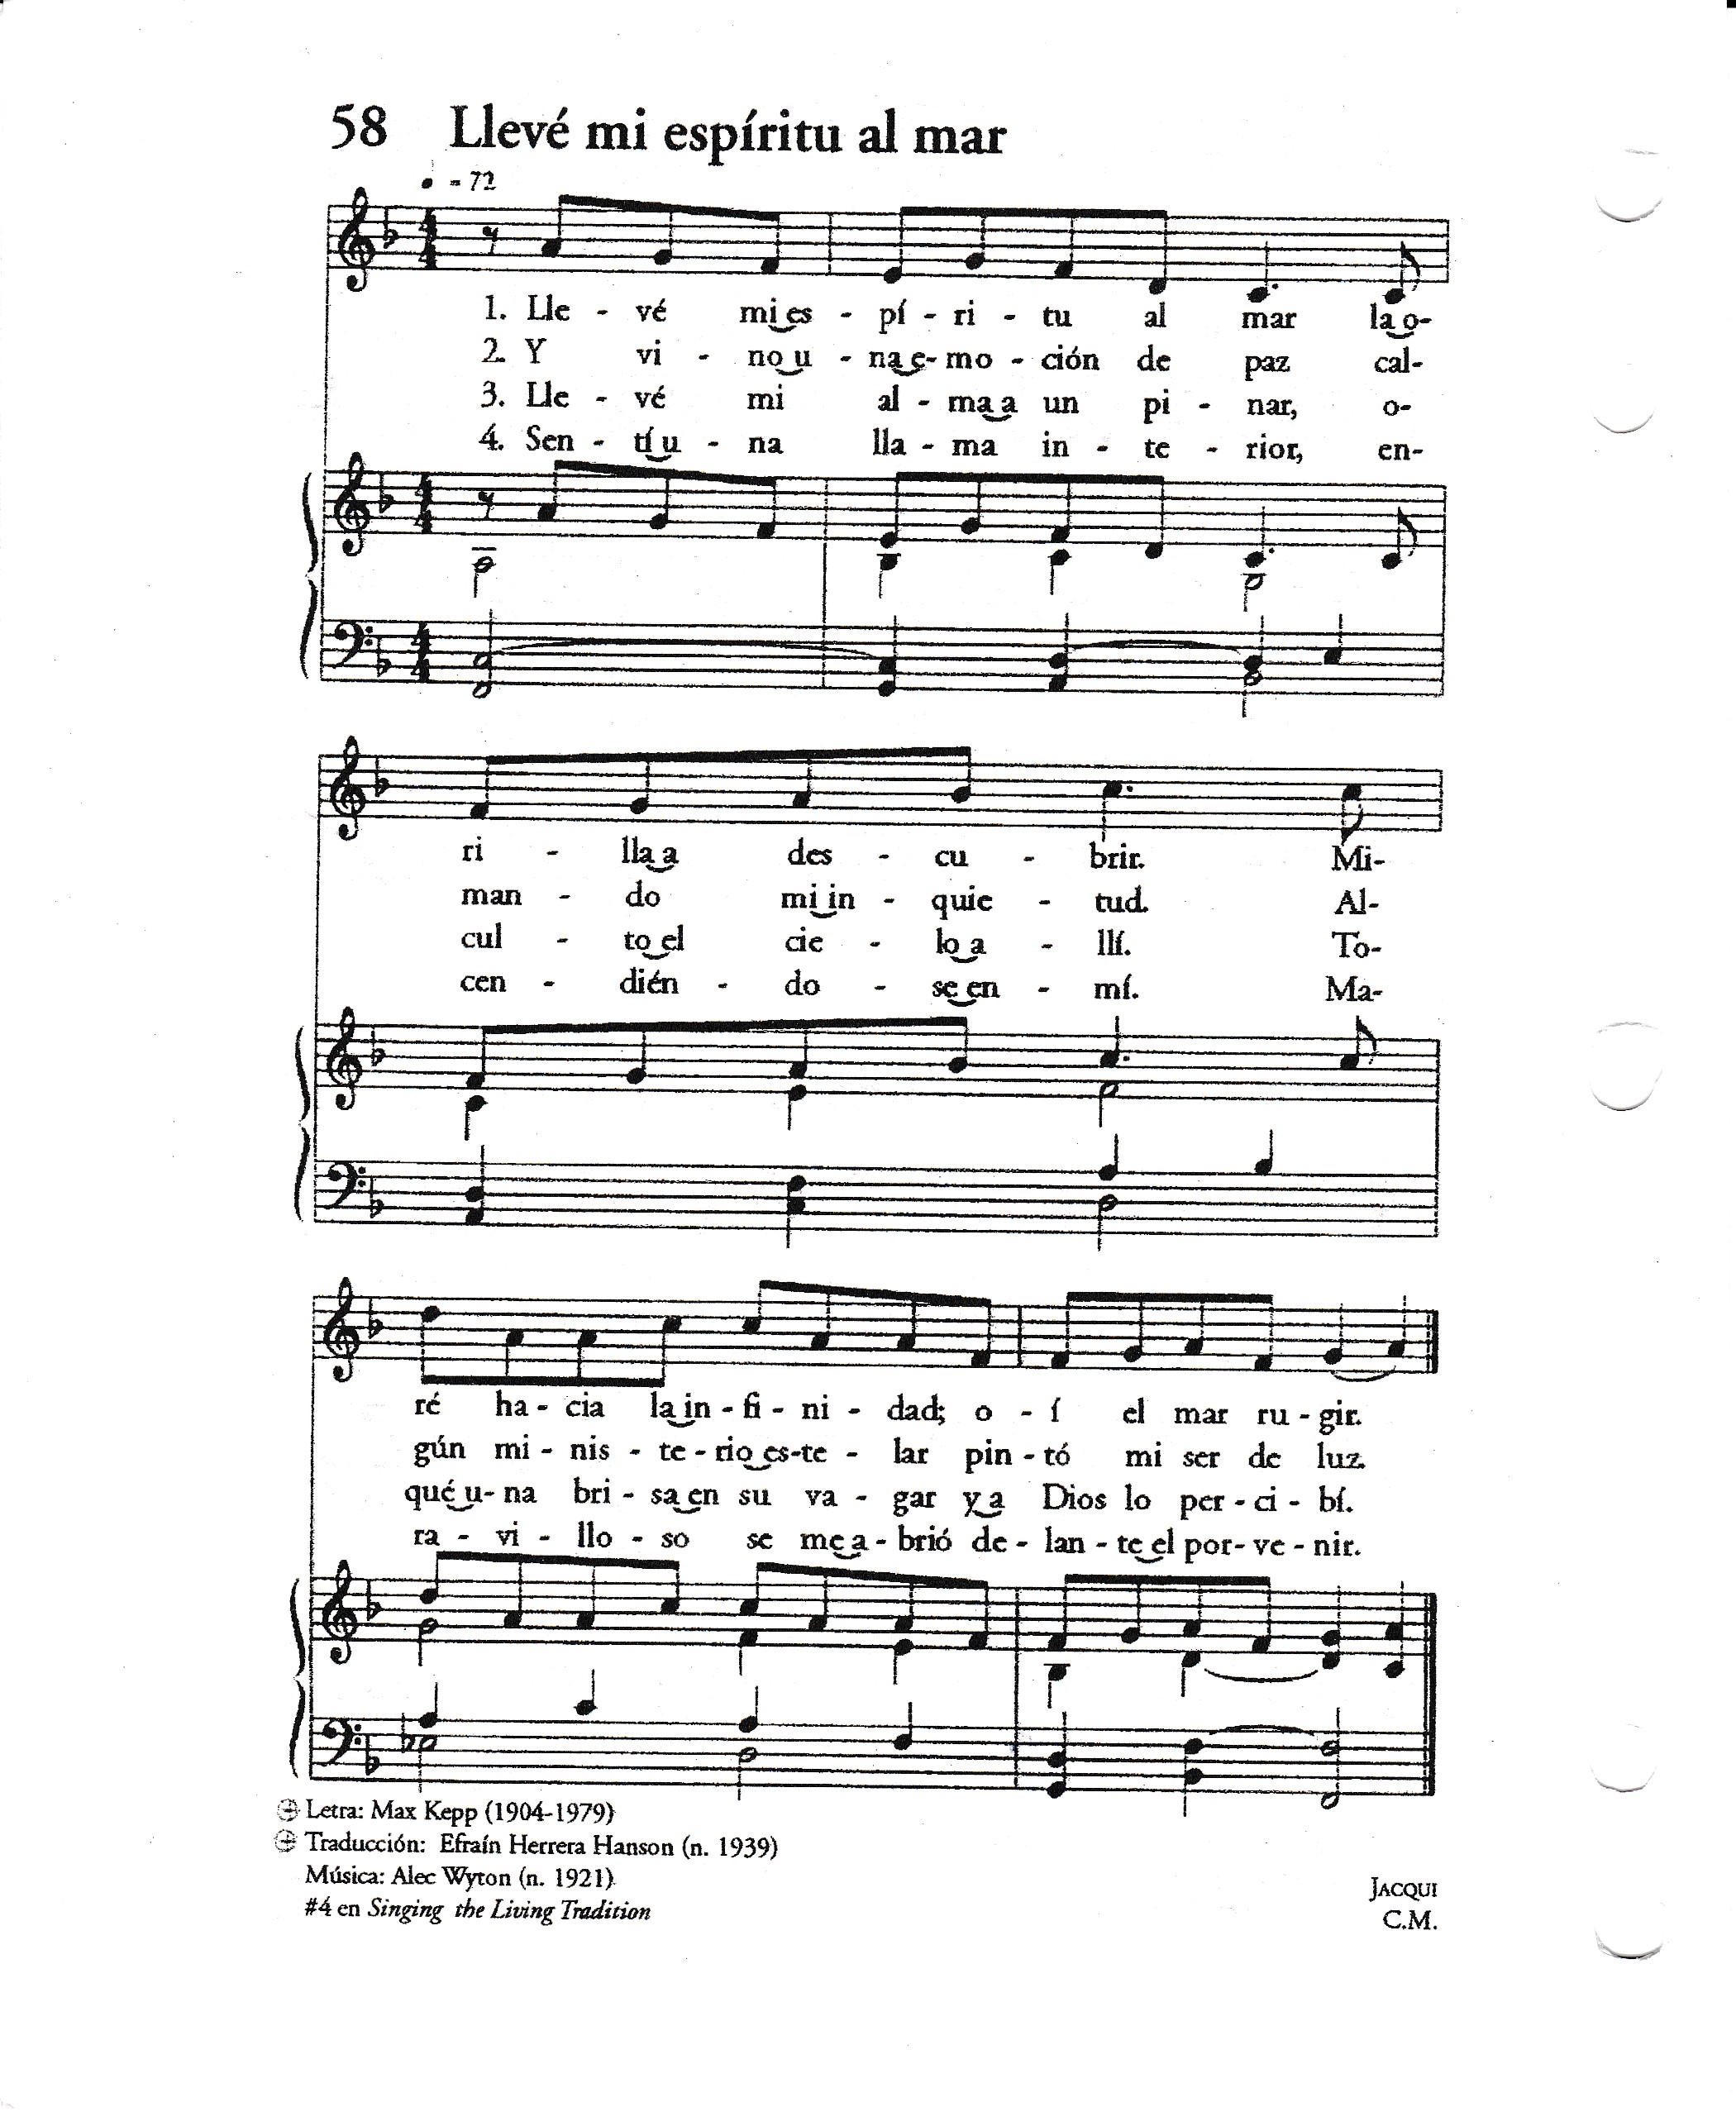 58 Llevé mi espíritu al mar
= 72
1. Lle - vé mi es - pí - ri - tu al mar la o-
2. Y vi - no u - na e- mo - ción de paz cal-
3. Lle - vé mi al - ma a un pi - nar, o-
4. Sen - tí u - na lla - ma in - te - rior, en-
ri - lla a des - cu - brir. Mi-
man - do mi in - quie - tud. Al-
cul - to el cie - lo a - llí. To-
cen - dién - do - se en - mí. Ma-
ré ha - cia la in - fi - ni - dad; o - í el mar ru - gir.
gún mi - nis - te - rio es-te - lar pin - tó mi ser de luz.
qué u- na bri - sa en su va - gar y a Dios lo per - ci - bí.
ra - vi - llo - so se me a - brió de - lan - te el por- ve - nir.
Letra: Max Kepp (1904-1979)
Traducción: Efraín Herrera Hanson (n. 1939)
Música: Alec Wyton (n. 1921)
#4 en Singing the Living Tradition
JACQUI
C.M.